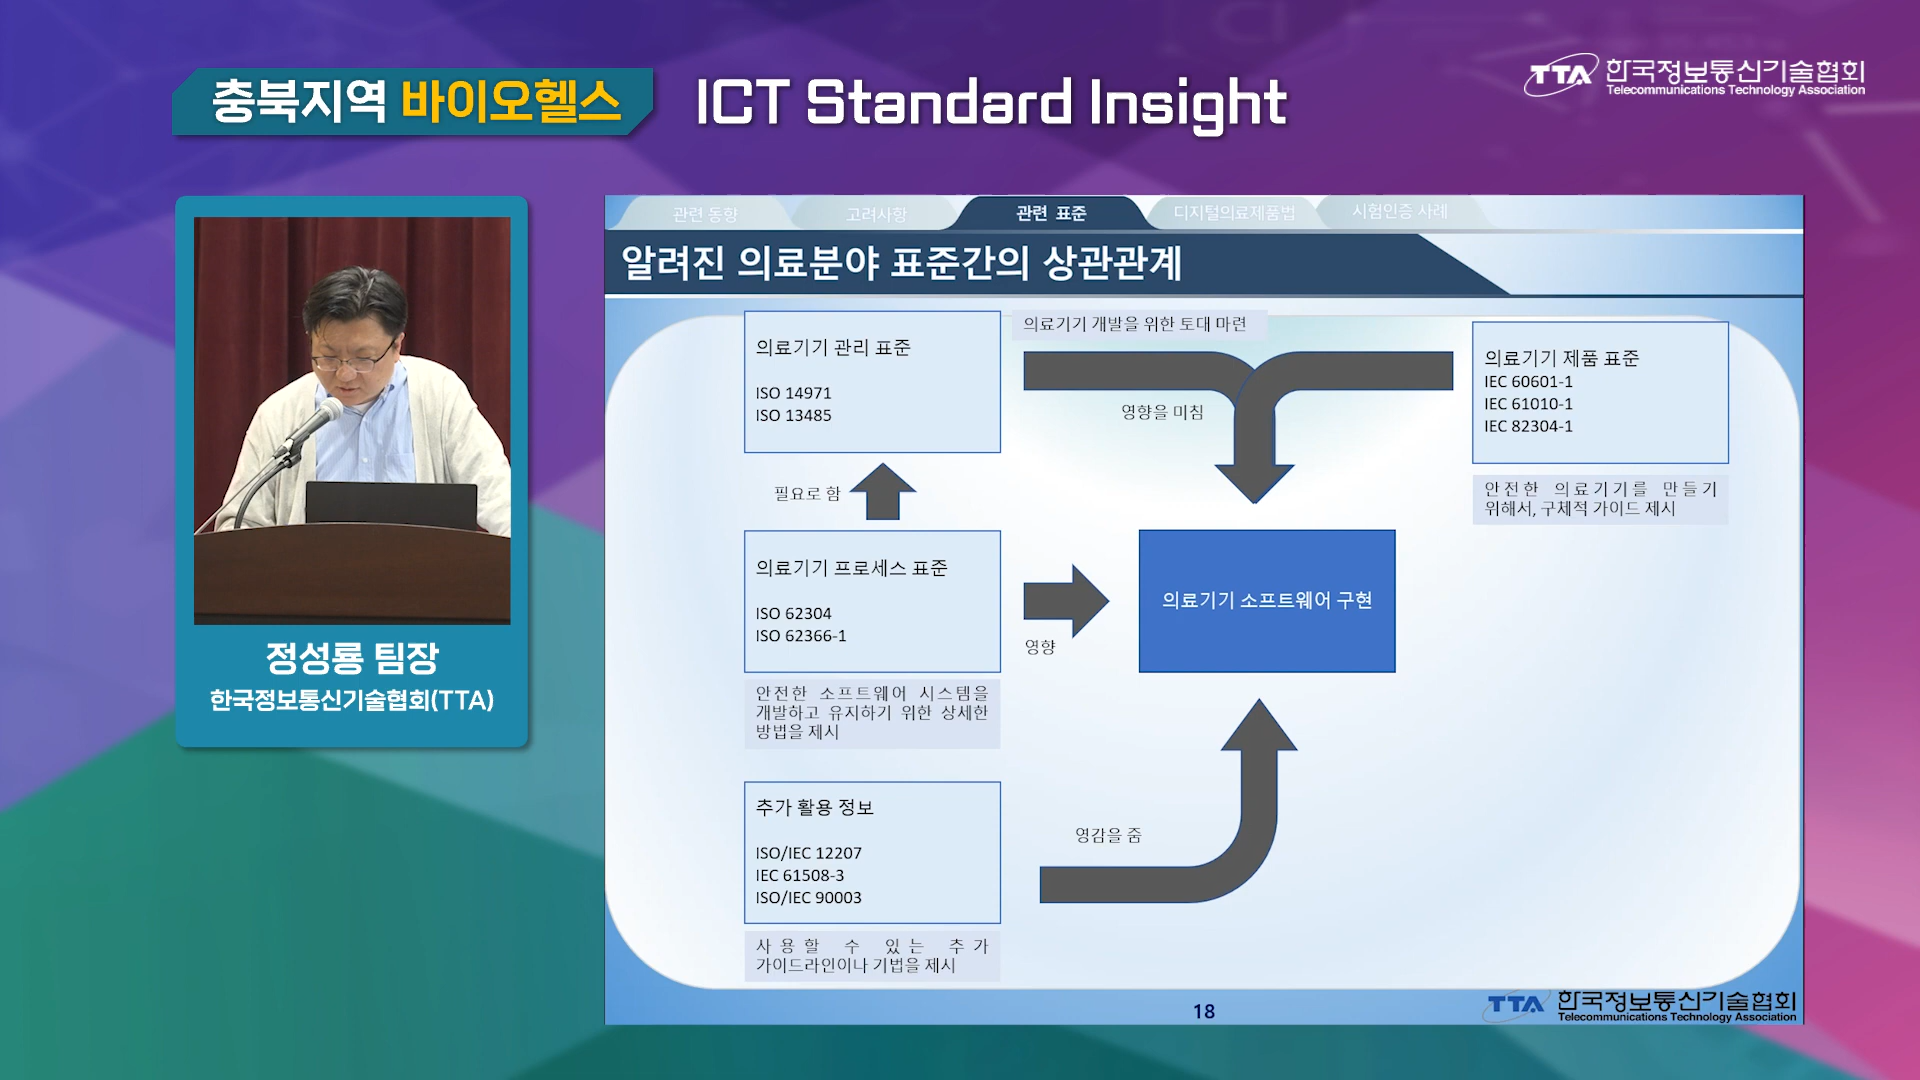 충북지역 바이오헬스
ICT Standard Insight
TTA 한국정보통신기술협회
Telecommunications Technology Association
정성룡 팀장
한국정보통신기술협회(TTA)
관련 동향
고려사항
관련 표준
디지털의료제품법
시험인증 사례
알려진 의료분야 표준간의 상관관계
의료기기 관리 표준
ISO 14971
ISO 13485
의료기기 개발을 위한 토대 마련
영향을 미침
의료기기 제품 표준
IEC 60601-1
IEC 61010-1
IEC 82304-1
안전한 의료기기를 만들기
위해서, 구체적 가이드 제시
필요로 함
의료기기 프로세스 표준
ISO 62304
ISO 62366-1
영향
의료기기 소프트웨어 구현
안전한 소프트웨어 시스템을
개발하고 유지하기 위한 상세한
방법을 제시
추가 활용 정보
ISO/IEC 12207
IEC 61508-3
ISO/IEC 90003
영감을 줌
사용할 수 있는 추가
가이드라인이나 기법을 제시
18
TTA 한국정보통신기술협회
Telecommunications Technology Association